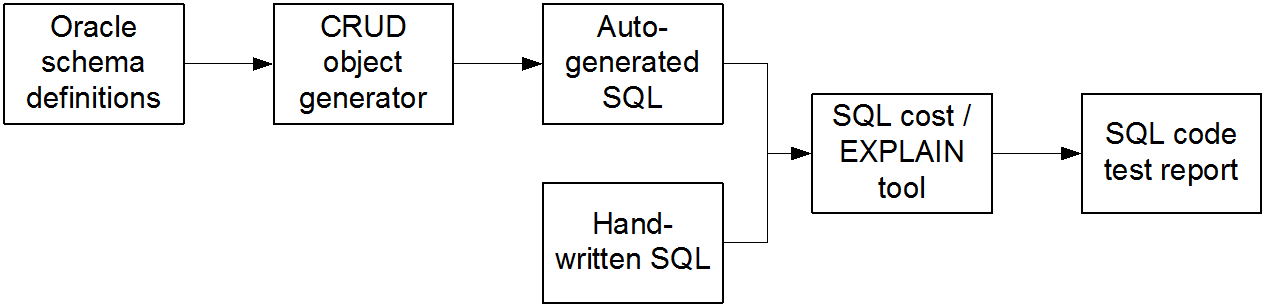 Oracle
schema
definitions
CRUD
object
generator
Auto-
generated
SQL
Hand-
written SQL
SQL cost /
EXPLAIN
tool
SQL code
test report